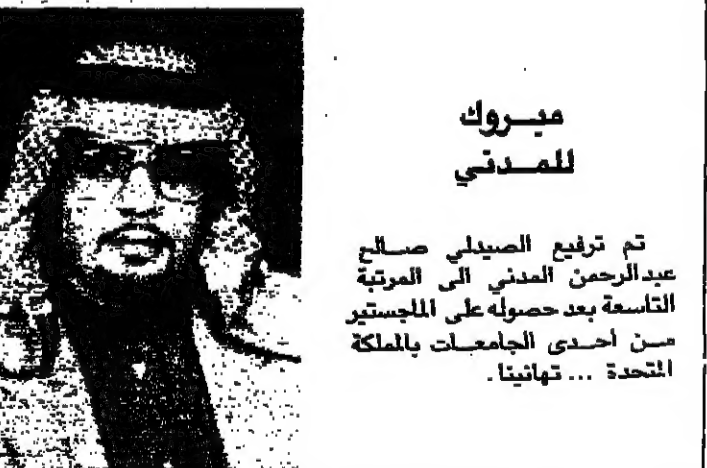 مبـروك
للمـدني
تم ترفيع الصيدلي صـالح
عبدالرحمن المدني الى المرتبة
التاسعة بعد حصوله على الماجستير
مـن أحـدى الجامعـات بالمملكة
المتحدة ... تهانينا .